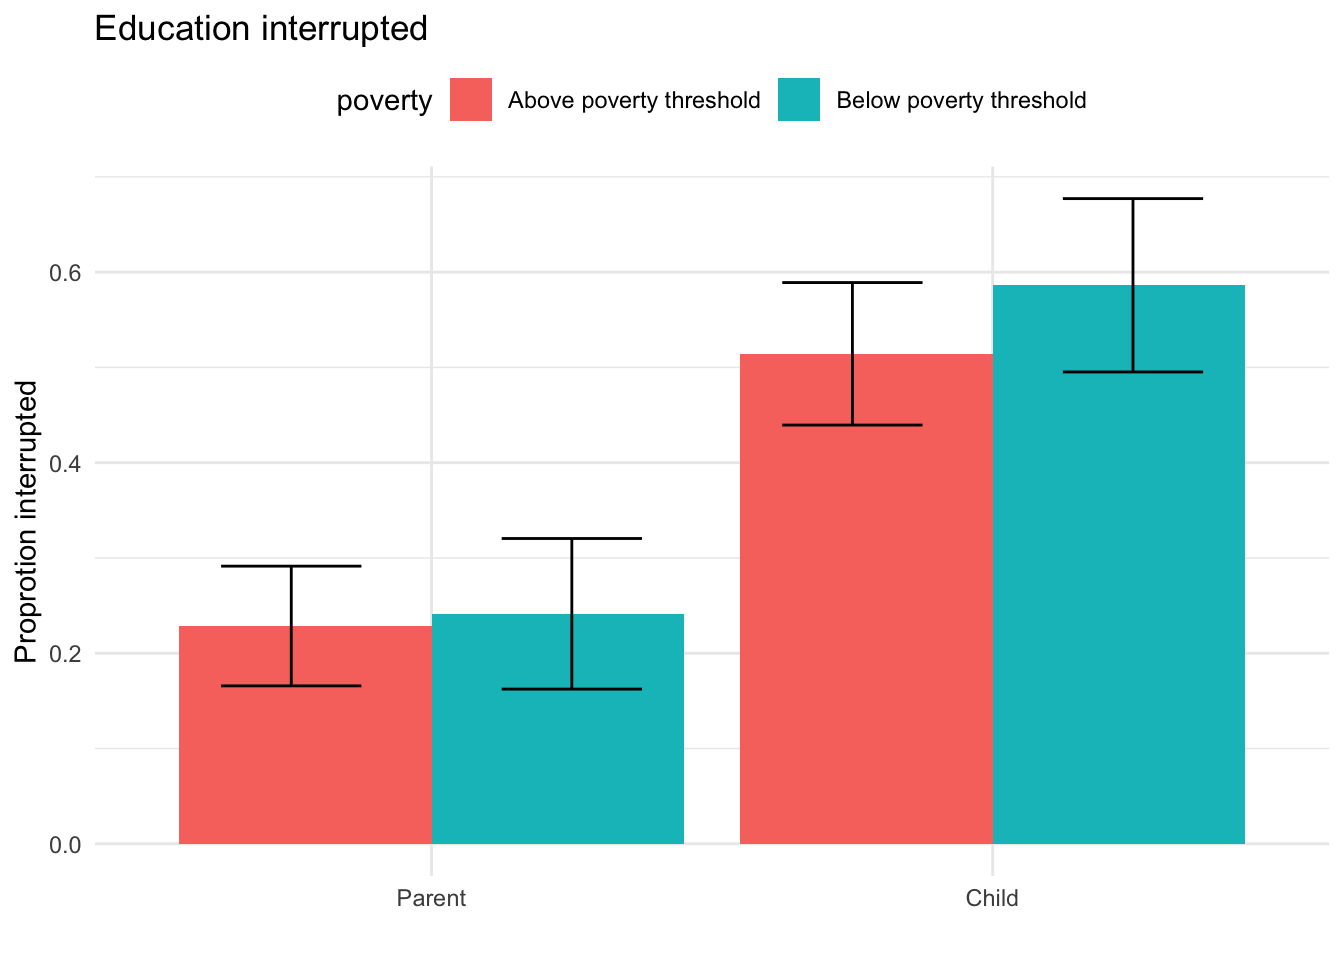 Education interrupted
poverty Above poverty threshold Below poverty threshold
Proprotion interrupted
0.6
0.4
0.2
0.0
Parent Child